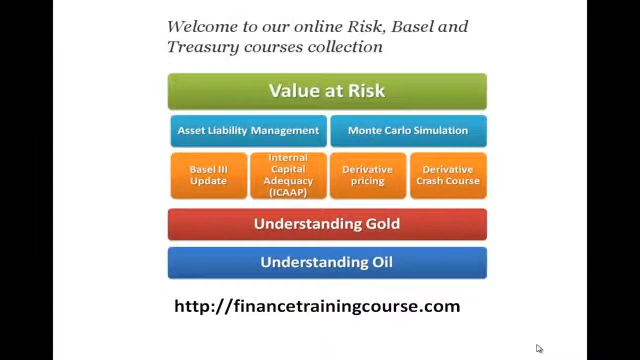 Welcome to our online Risk, Basel and
Treasury courses collection
Value at Risk
Asset Liability Management
Monte Carlo Simulation
Basel III
Update
Internal
Capital
Adequacy
(ICAAP)
Derivative
pricing
Derivative
Crash Course
Understanding Gold
Understanding Oil
http://financetrainingcourse.com